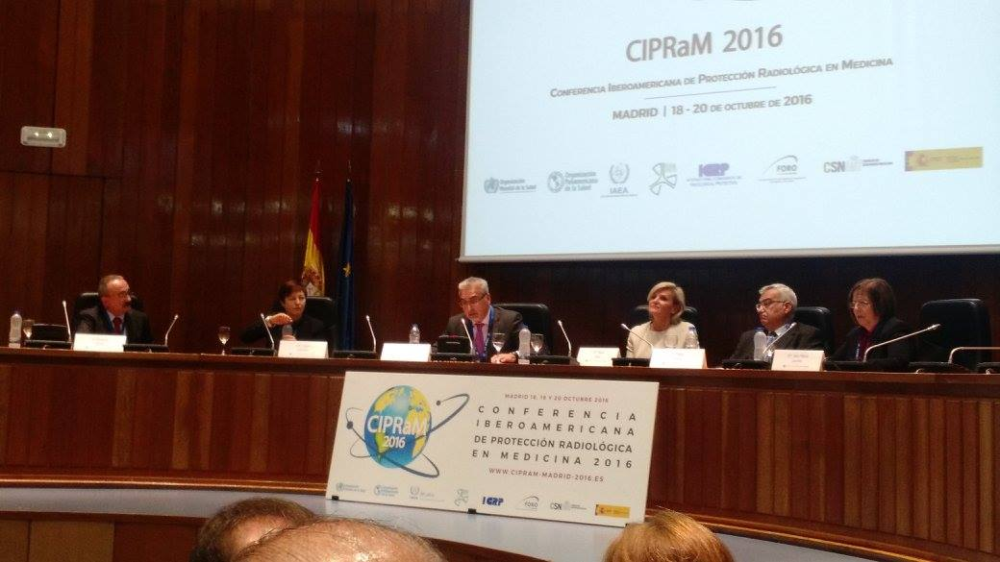 CIPRaM 2016
CONFERENCIA IBEROAMERICANA DE PROTECCIÓN RADIOLÓGICA EN MEDICINA
MADRID | 18 - 20 DE OCTUBRE DE 2016
Organización
Mundial de la Salud
Organización
Panamericana
de la Salud
IAEA
ICRP
FORO
CSN
CIPRaM
2016
MADRID 18, 19 Y 20 OCTUBRE 2016
CONFERENCIA
IBEROAMERICANA
DE PROTECCIÓN RADIOLÓGICA
EN MEDICINA 2016
WWW.CIPRAM-MADRID-2016.ES
ICRP
FORO
CSN